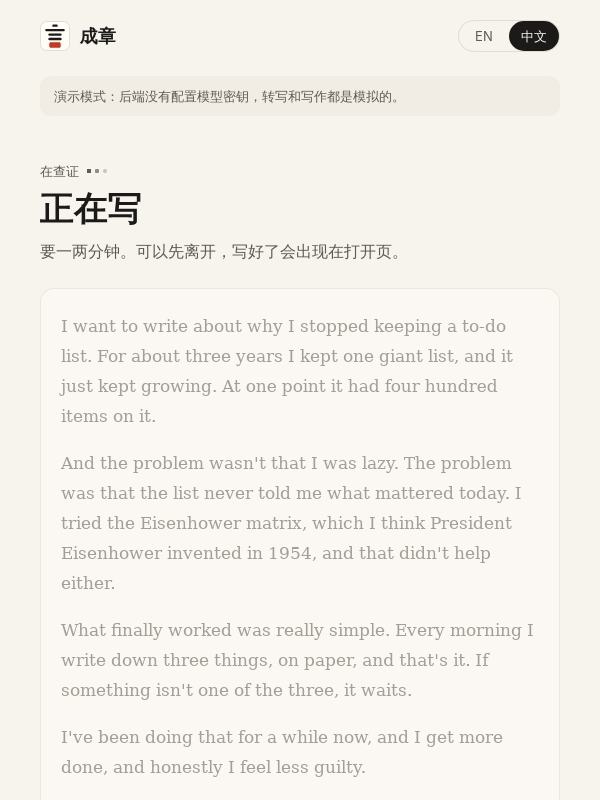 成章
EN 中文
演示模式：后端没有配置模型密钥，转写和写作都是模拟的。
在查证
正在写
要一两分钟。可以先离开，写好了会出现在打开页。
I want to write about why I stopped keeping a to-do
list. For about three years I kept one giant list, and it
just kept growing. At one point it had four hundred
items on it.
And the problem wasn't that I was lazy. The problem
was that the list never told me what mattered today. I
tried the Eisenhower matrix, which I think President
Eisenhower invented in 1954, and that didn't help
either.
What finally worked was really simple. Every morning I
write down three things, on paper, and that's it. If
something isn't one of the three, it waits.
I've been doing that for a while now, and I get more
done, and honestly I feel less guilty.